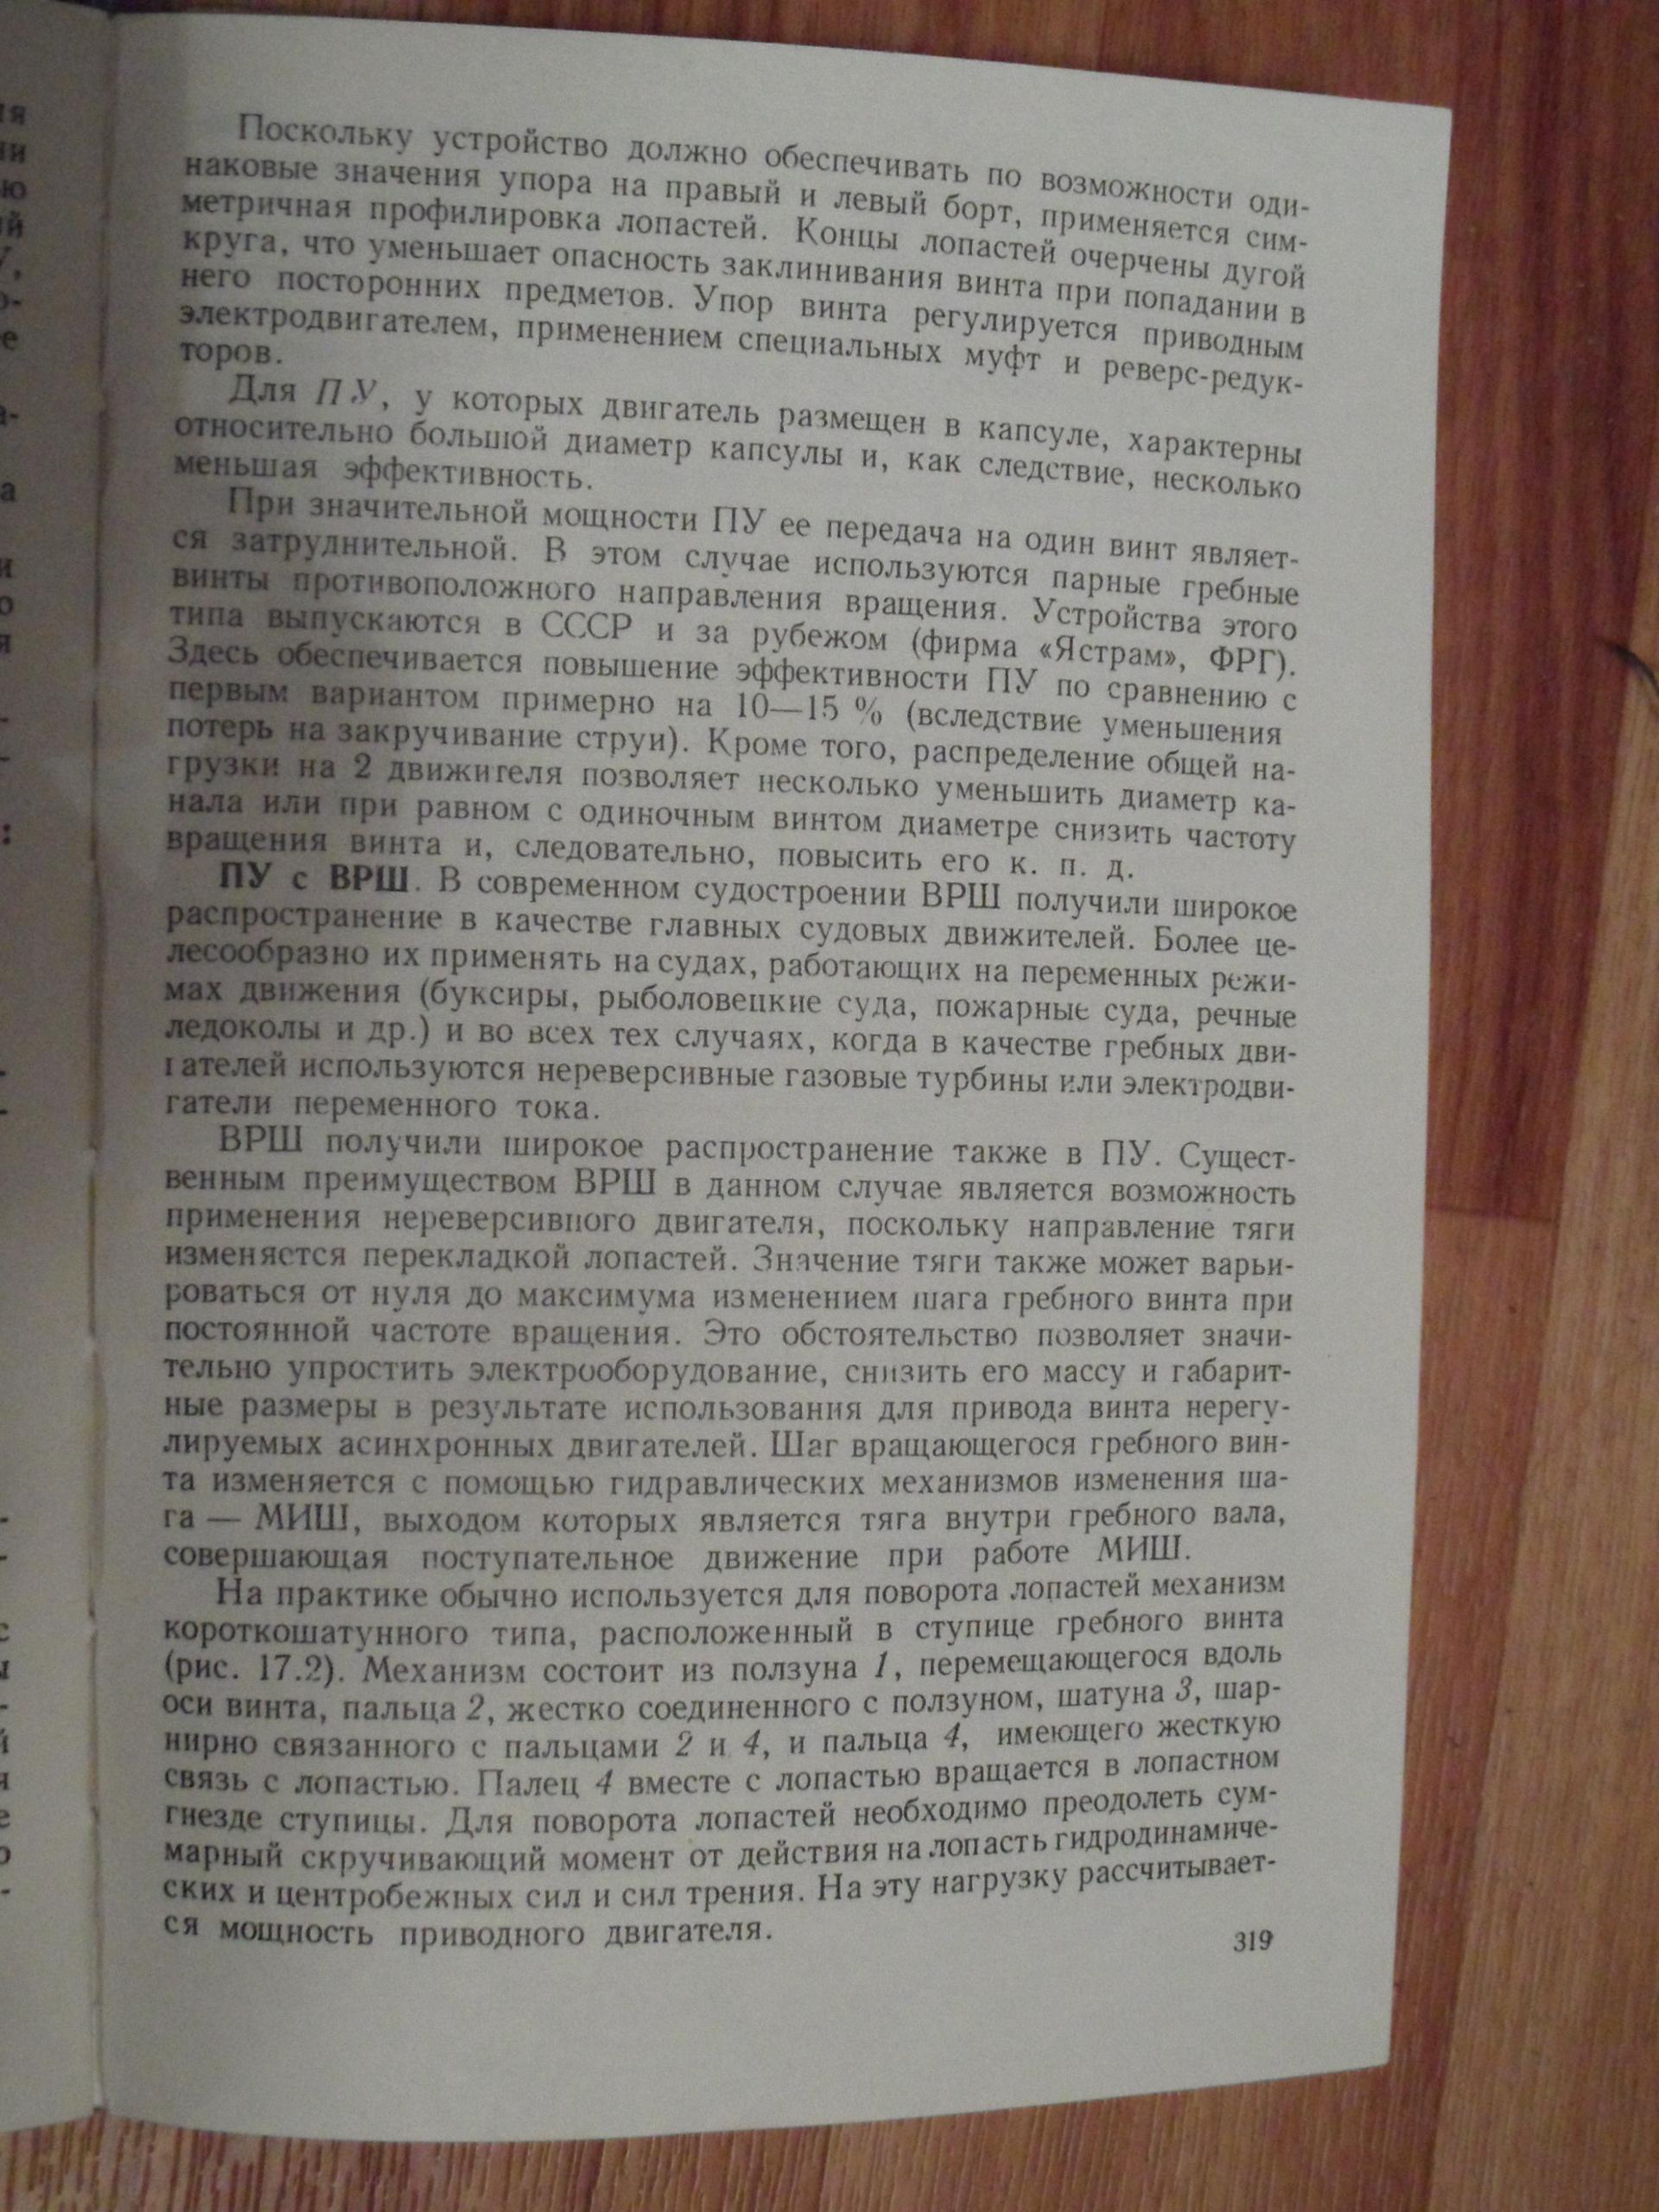 Поскольку устройство должно обеспечивать по возможности оди-
наковые значения упора на правый и левый борт, применяется сим-
метричная профилировка лопастей. Концы лопастей очерчены дугой
круга, что уменьшает опасность заклинивания винта при попадании в
него посторонних предметов. Упор винта регулируется приводным
электродвигателем, применением специальных муфт и реверс-редук-
торов.
Для ПУ, у которых двигатель размещен в капсуле, характерны
относительно большой диаметр капсулы и, как следствие, несколько
меньшая эффективность.
При значительной мощности ПУ ее передача на один винт являет-
ся затруднительной. В этом случае используются парные гребные
винты противоположного направления вращения. Устройства этого
типа выпускаются в СССР и за рубежом (фирма «Ястрам», ФРГ).
Здесь обеспечивается повышение эффективности ПУ по сравнению с
первым вариантом примерно на 10—15 % (вследствие уменьшения
потерь на закручивание струи). Кроме того, распределение общей на-
грузки на 2 движителя позволяет несколько уменьшить диаметр ка-
нала или при равном с одиночным винтом диаметре снизить частоту
вращения винта и, следовательно, повысить его к. п. д.
ПУ с ВРШ. В современном судостроении ВРШ получили широкое
распространение в качестве главных судовых движителей. Более це-
лесообразно их применять на судах, работающих на переменных режи-
мах движения (буксиры, рыболовецкие суда, пожарные суда, речные
ледоколы и др.) и во всех тех случаях, когда в качестве гребных дви-
гателей используются нереверсивные газовые турбины или электродви-
гатели переменного тока.
ВРШ получили широкое распространение также в ПУ. Сущест-
венным преимуществом ВРШ в данном случае является возможность
применения нереверсивного двигателя, поскольку направление тяги
изменяется перекладкой лопастей. Значение тяги также может варьи-
роваться от нуля до максимума изменением шага гребного винта при
постоянной частоте вращения. Это обстоятельство позволяет значи-
тельно упростить электрооборудование, снизить его массу и габарит-
ные размеры в результате использования для привода винта нерегу-
лируемых асинхронных двигателей. Шаг вращающегося гребного вин-
та изменяется с помощью гидравлических механизмов изменения ша-
га — МИШ, выходом которых является тяга внутри гребного вала,
совершающая поступательное движение при работе МИШ.
На практике обычно используется для поворота лопастей механизм
короткошатунного типа, расположенный в ступице гребного винта
(рис. 17.2). Механизм состоит из ползуна 1, перемещающегося вдоль
оси винта, пальца 2, жестко соединенного с ползуном, шатуна 3, шар-
нирно связанного с пальцами 2 и 4, и пальца 4, имеющего жесткую
связь с лопастью. Палец 4 вместе с лопастью вращается в лопастном
гнезде ступицы. Для поворота лопастей необходимо преодолеть сум-
марный скручивающий момент от действия на лопасть гидродинамиче-
ских и центробежных сил и сил трения. На эту нагрузку рассчитывает-
ся мощность приводного двигателя.
319